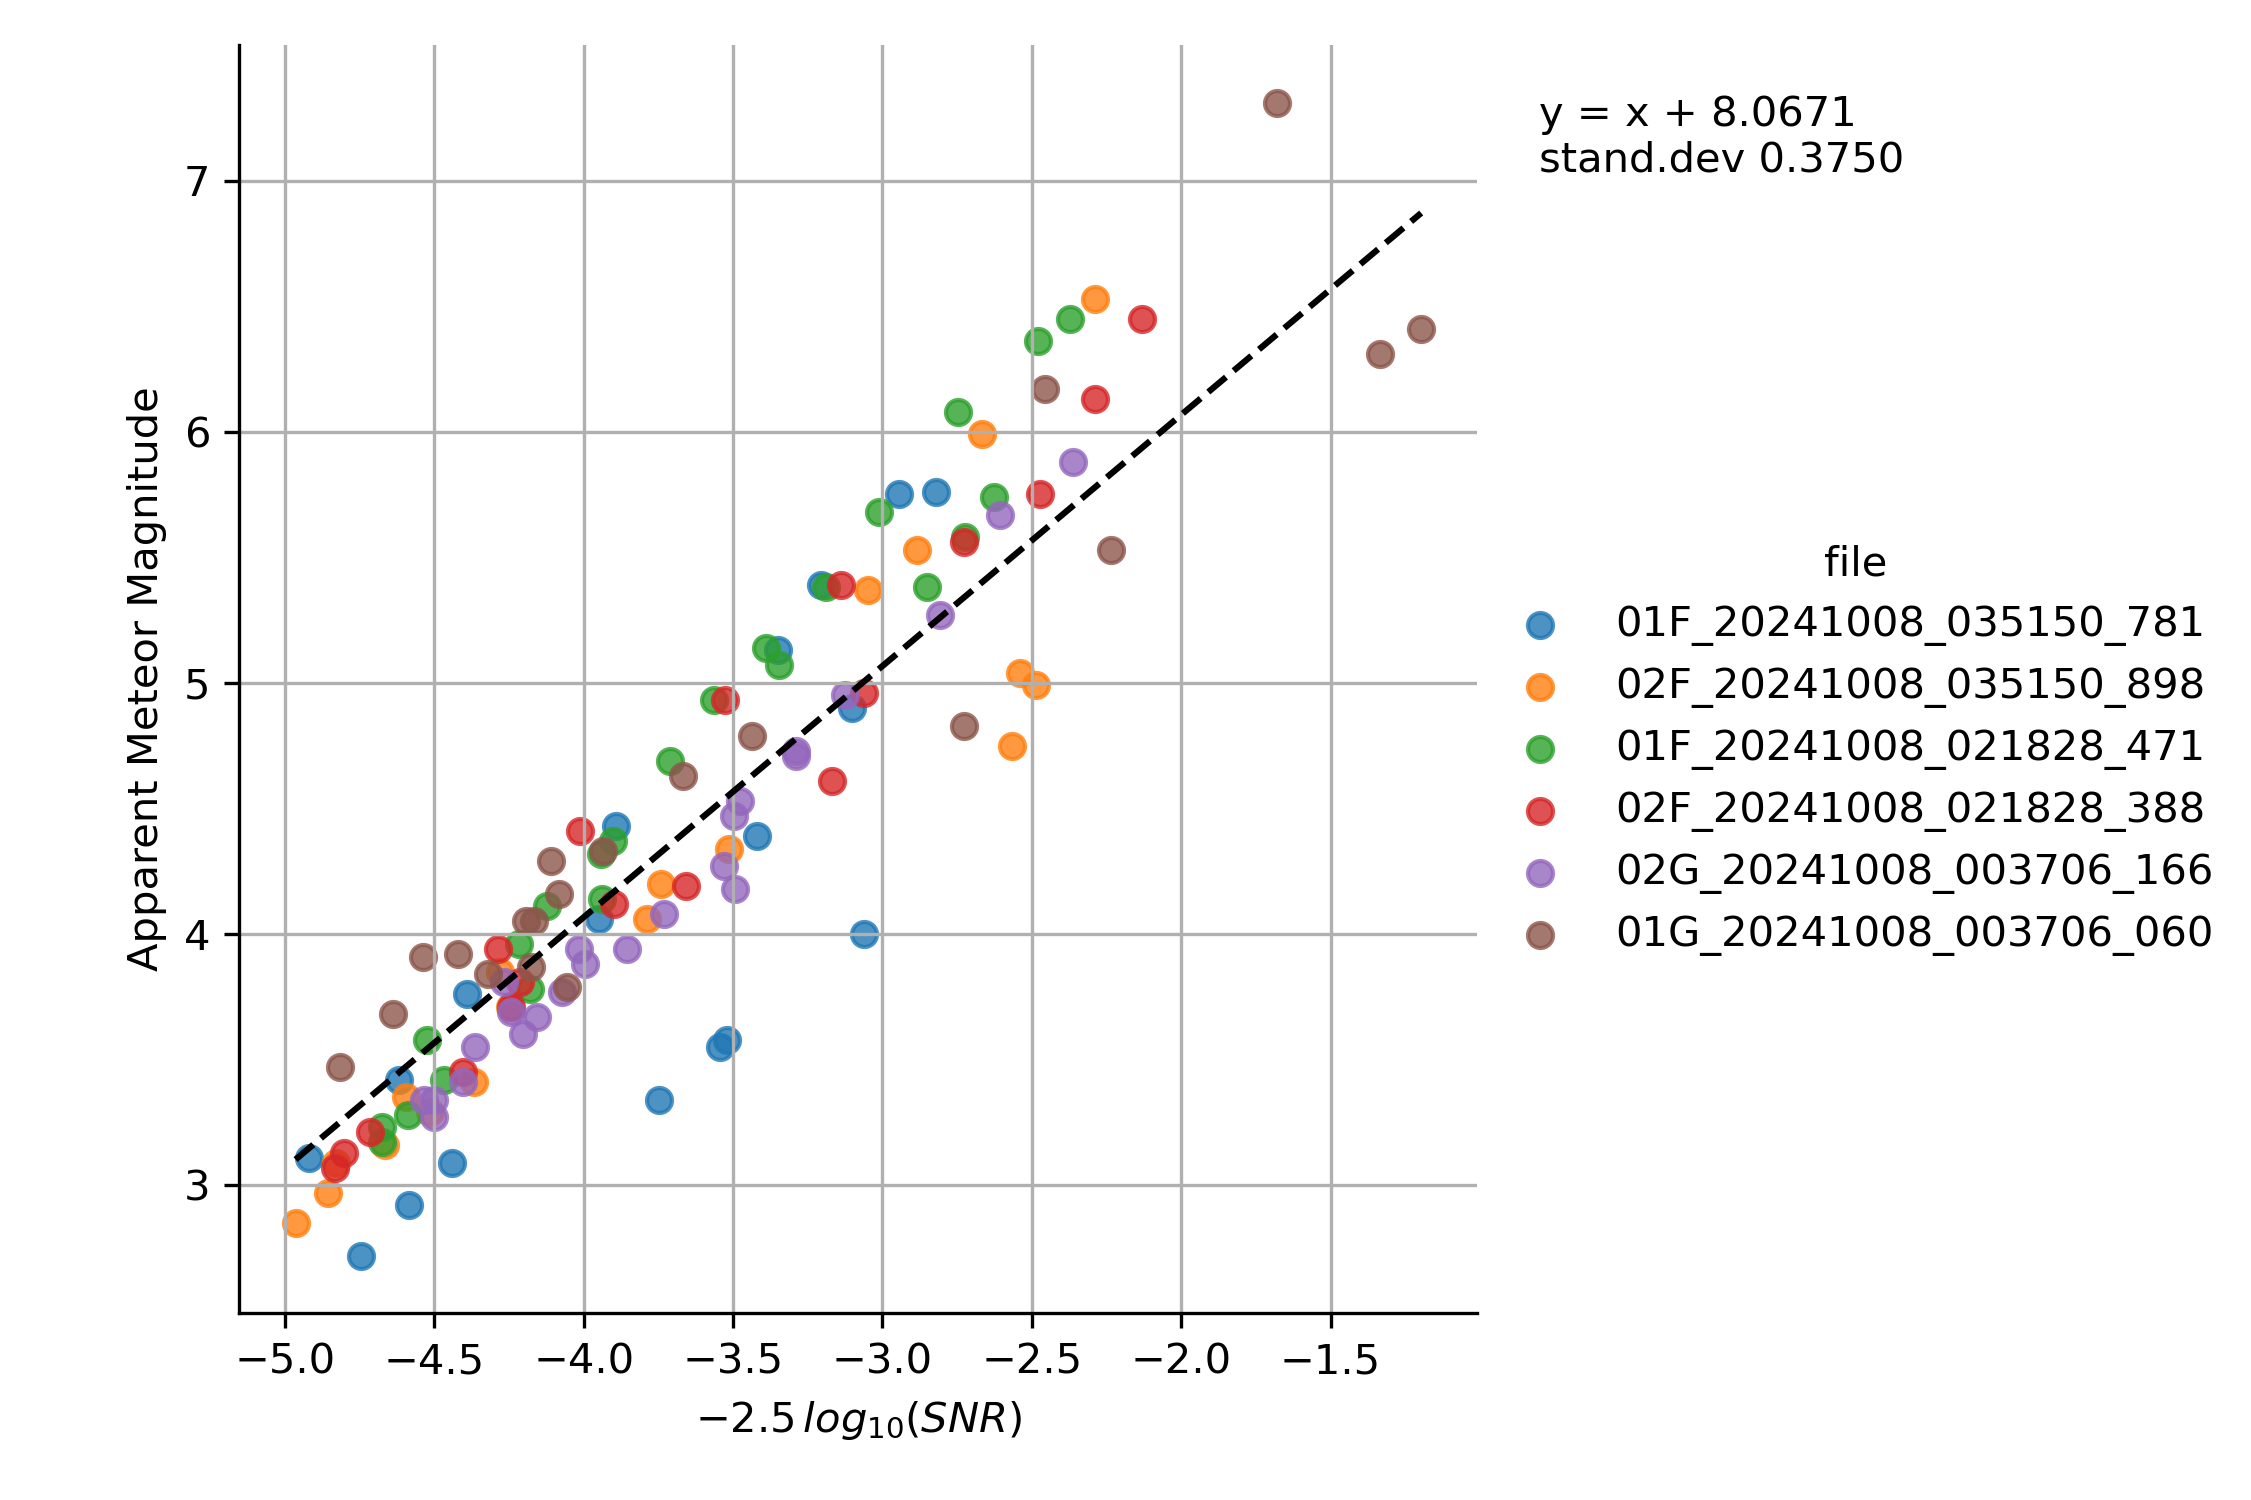 y = x + 8.0671
stand.dev 0.3750
7
6
5
4
3
Apparent Meteor Magnitude
−5.0 −4.5 −4.0 −3.5 −3.0 −2.5 −2.0 −1.5
−2.5 log₁₀(SNR)
file
01F_20241008_035150_781
02F_20241008_035150_898
01F_20241008_021828_471
02F_20241008_021828_388
02G_20241008_003706_166
01G_20241008_003706_060